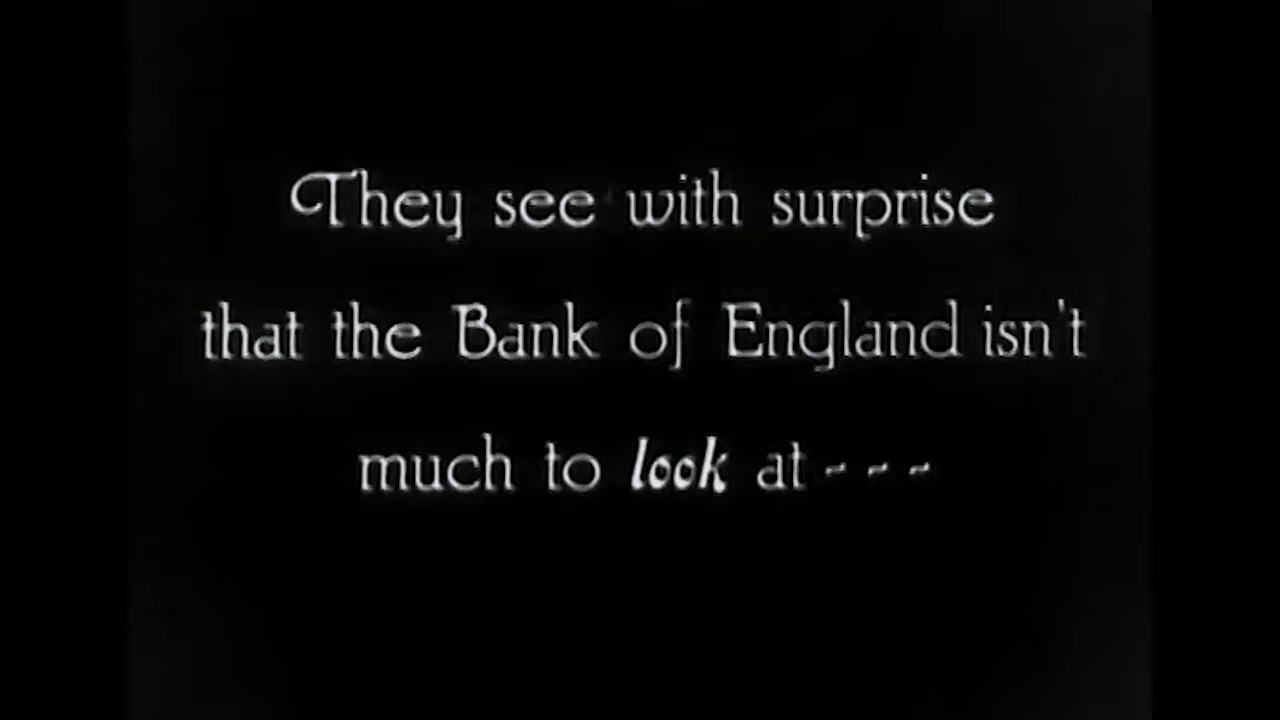 They see with surprise
that the Bank of England isn't
much to look at - - -